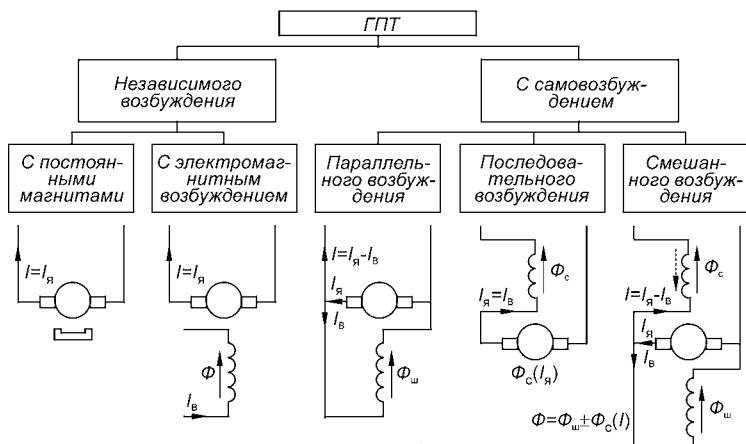 ГПТ
Независимого
возбуждения
С самовозбуж-
дением
С постоян-
ными
магнитами
С электромаг-
нитным
возбуждением
Параллель-
ного возбуж-
дения
Последова-
тельного
возбуждения
Смешан-
ного возбуж-
дения
I=Iя
I=Iя
Ф
Iв
I=Iя-Iв
Iя
Iв
Фш
Фс
Iя=Iв
Фс(Iя)
Фс
I=Iя-Iв
Iя
Iв
Фш
Ф=Фш±Фс(I)